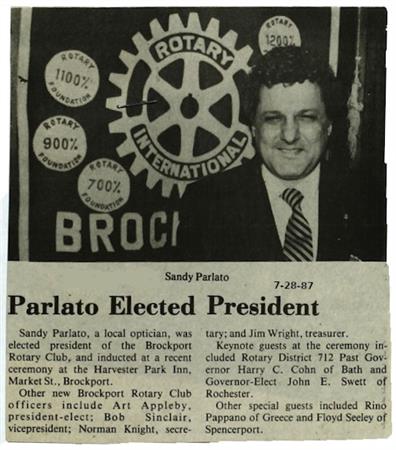 ROTARY
1100%
FOUNDATION
ROTARY
900%
FOUNDATION
ROTARY
700%
FOUNDATION
ROTARY
INTERNATIONAL
ROTARY
1200%
BROCK
Sandy Parlato
7-28-87
Parlato Elected President
Sandy Parlato, a local optician, was
elected president of the Brockport
Rotary Club, and inducted at a recent
ceremony at the Harvester Park Inn,
Market St., Brockport.
Other new Brockport Rotary Club
officers include Art Appleby,
president-elect; Bob Sinclair,
vicepresident; Norman Knight, secre-
tary; and Jim Wright, treasurer.
Keynote guests at the ceremony in-
cluded Rotary District 712 Past Gov-
ernor Harry C. Cohn of Bath and
Governor-Elect John E. Swett of
Rochester.
Other special guests included Rino
Pappano of Greece and Floyd Seeley of
Spencerport.